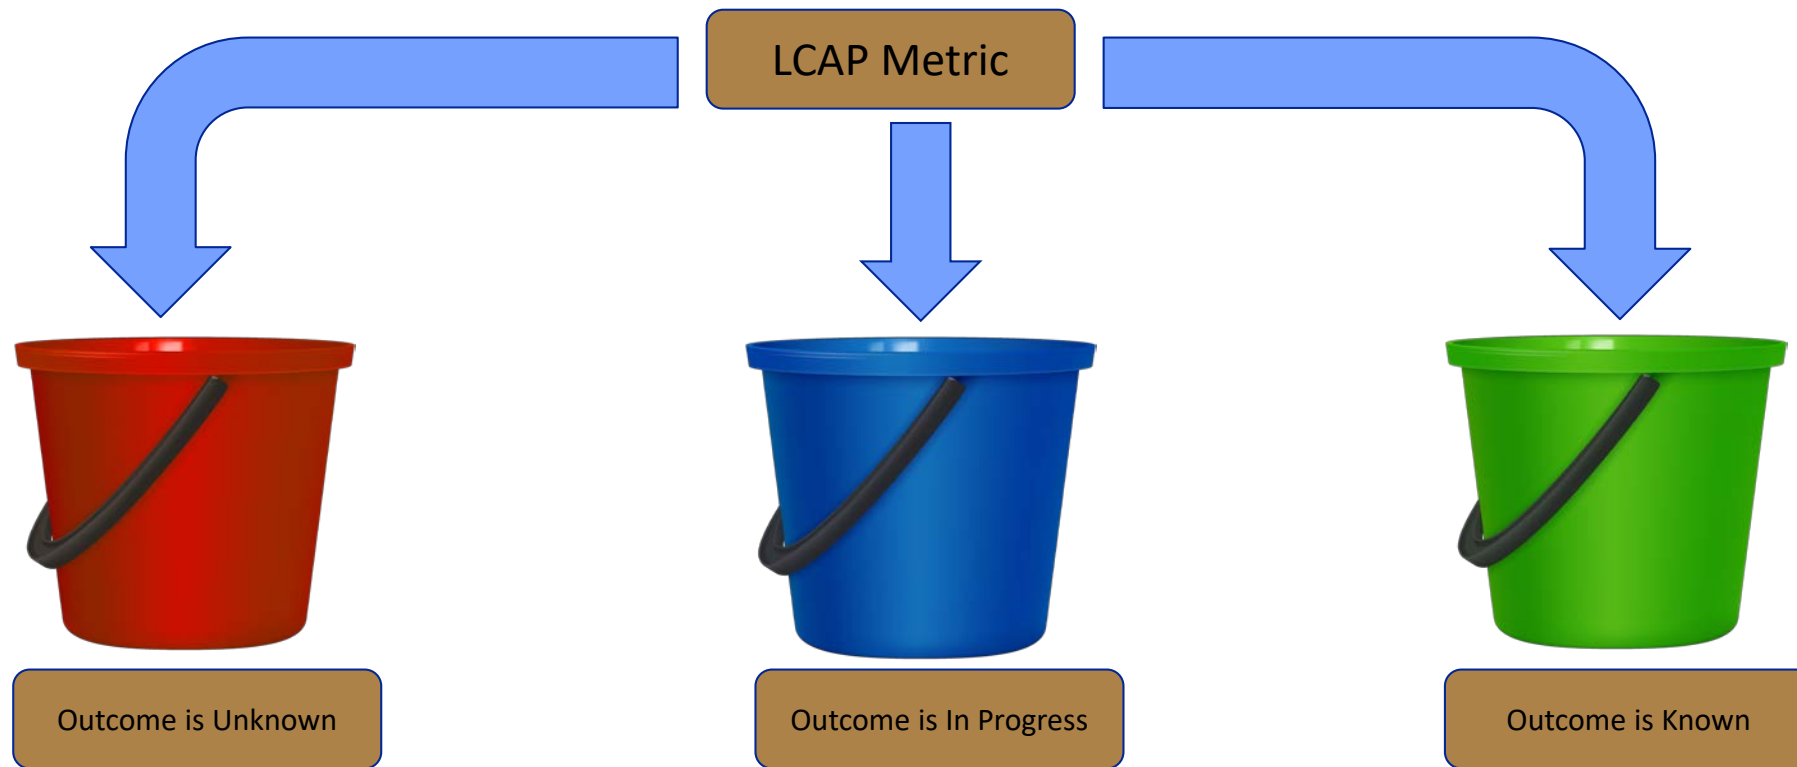 LCAP Metric
Outcome is Unknown
Outcome is In Progress
Outcome is Known